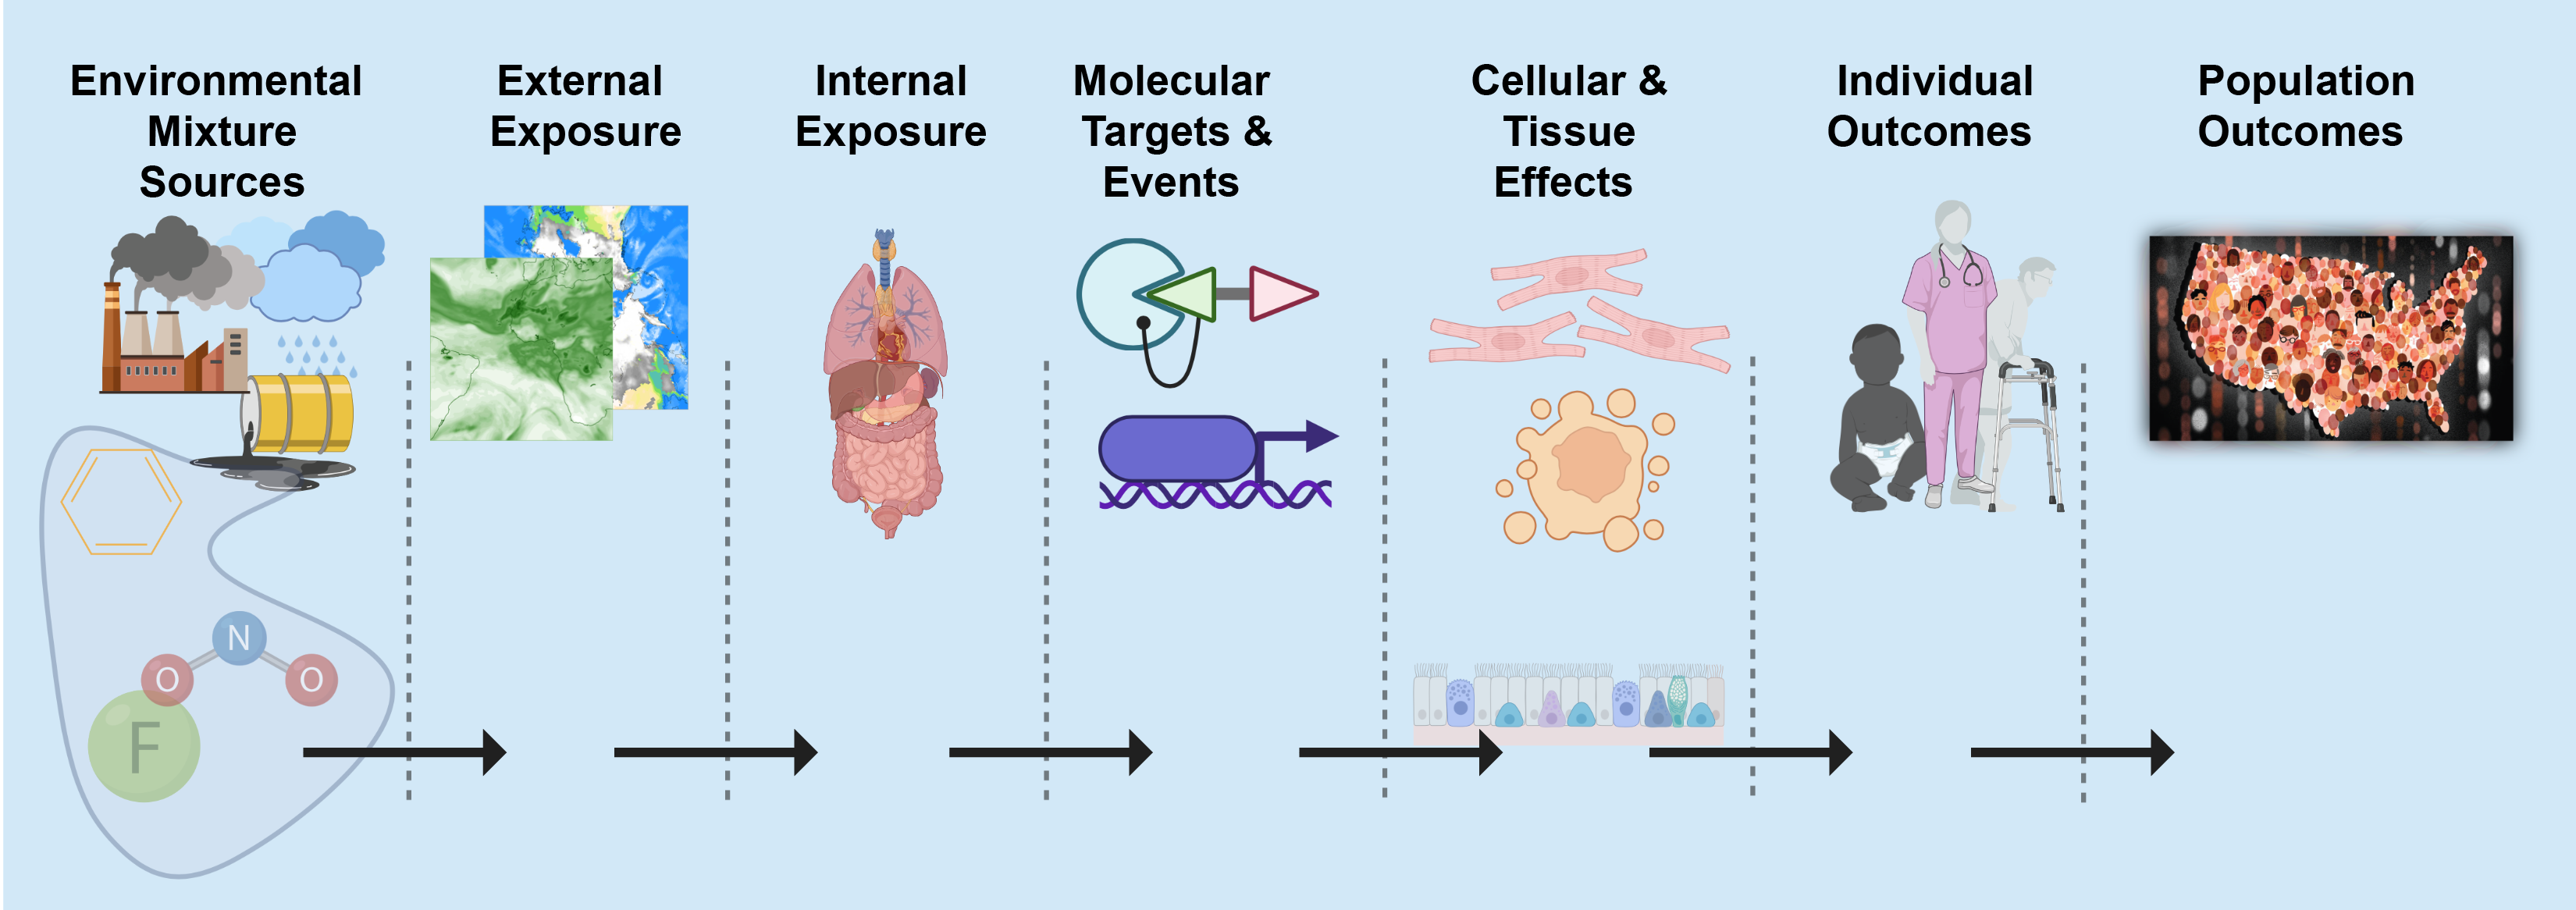 Environmental
Mixture
Sources
External
Exposure
Internal
Exposure
Molecular
Targets &
Events
Cellular &
Tissue
Effects
Individual
Outcomes
Population
Outcomes
N
O
O
F